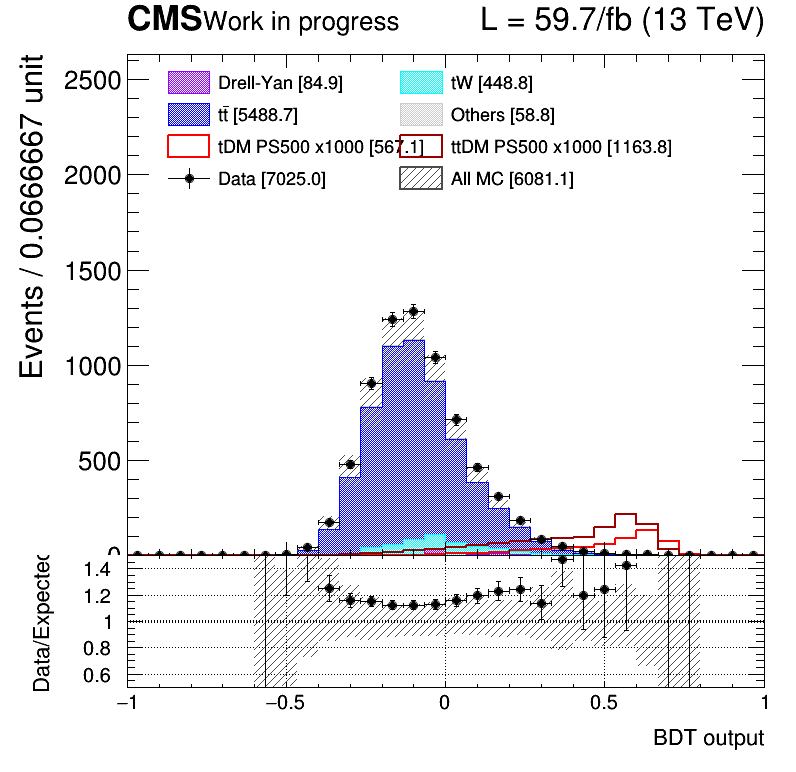 CMS Work in progress L = 59.7/fb (13 TeV)
Events / 0.0666667 unit
2500
2000
1500
1000
500
0
Drell-Yan [84.9] tW [448.8]
tt̄ [5488.7] Others [58.8]
tDM PS500 x1000 [567.1] ttDM PS500 x1000 [1163.8]
Data [7025.0] All MC [6081.1]
Data/Expected
1.4
1.2
1
0.8
0.6
−1 −0.5 0 0.5 1
BDT output